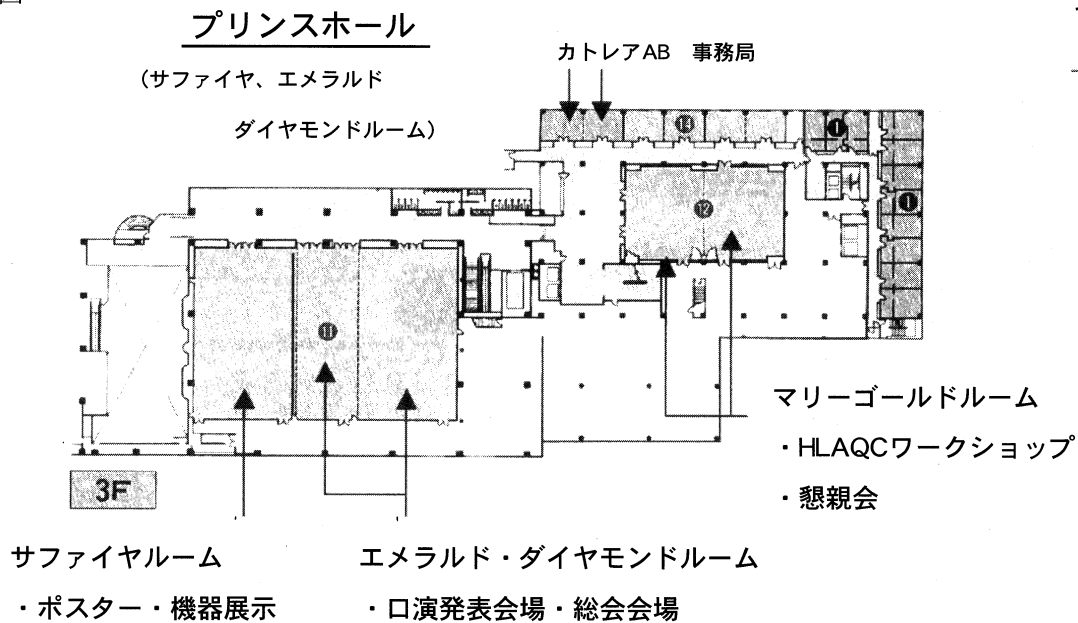 プリンスホール
(サファイヤ、エメラルド
ダイヤモンドルーム)
カトレアAB 事務局
⓮
❶
⓬
❶
⓫
マリーゴールドルーム
・HLAQCワークショップ
・懇親会
3F
サファイヤルーム
・ポスター・機器展示
エメラルド・ダイヤモンドルーム
・口演発表会場・総会会場